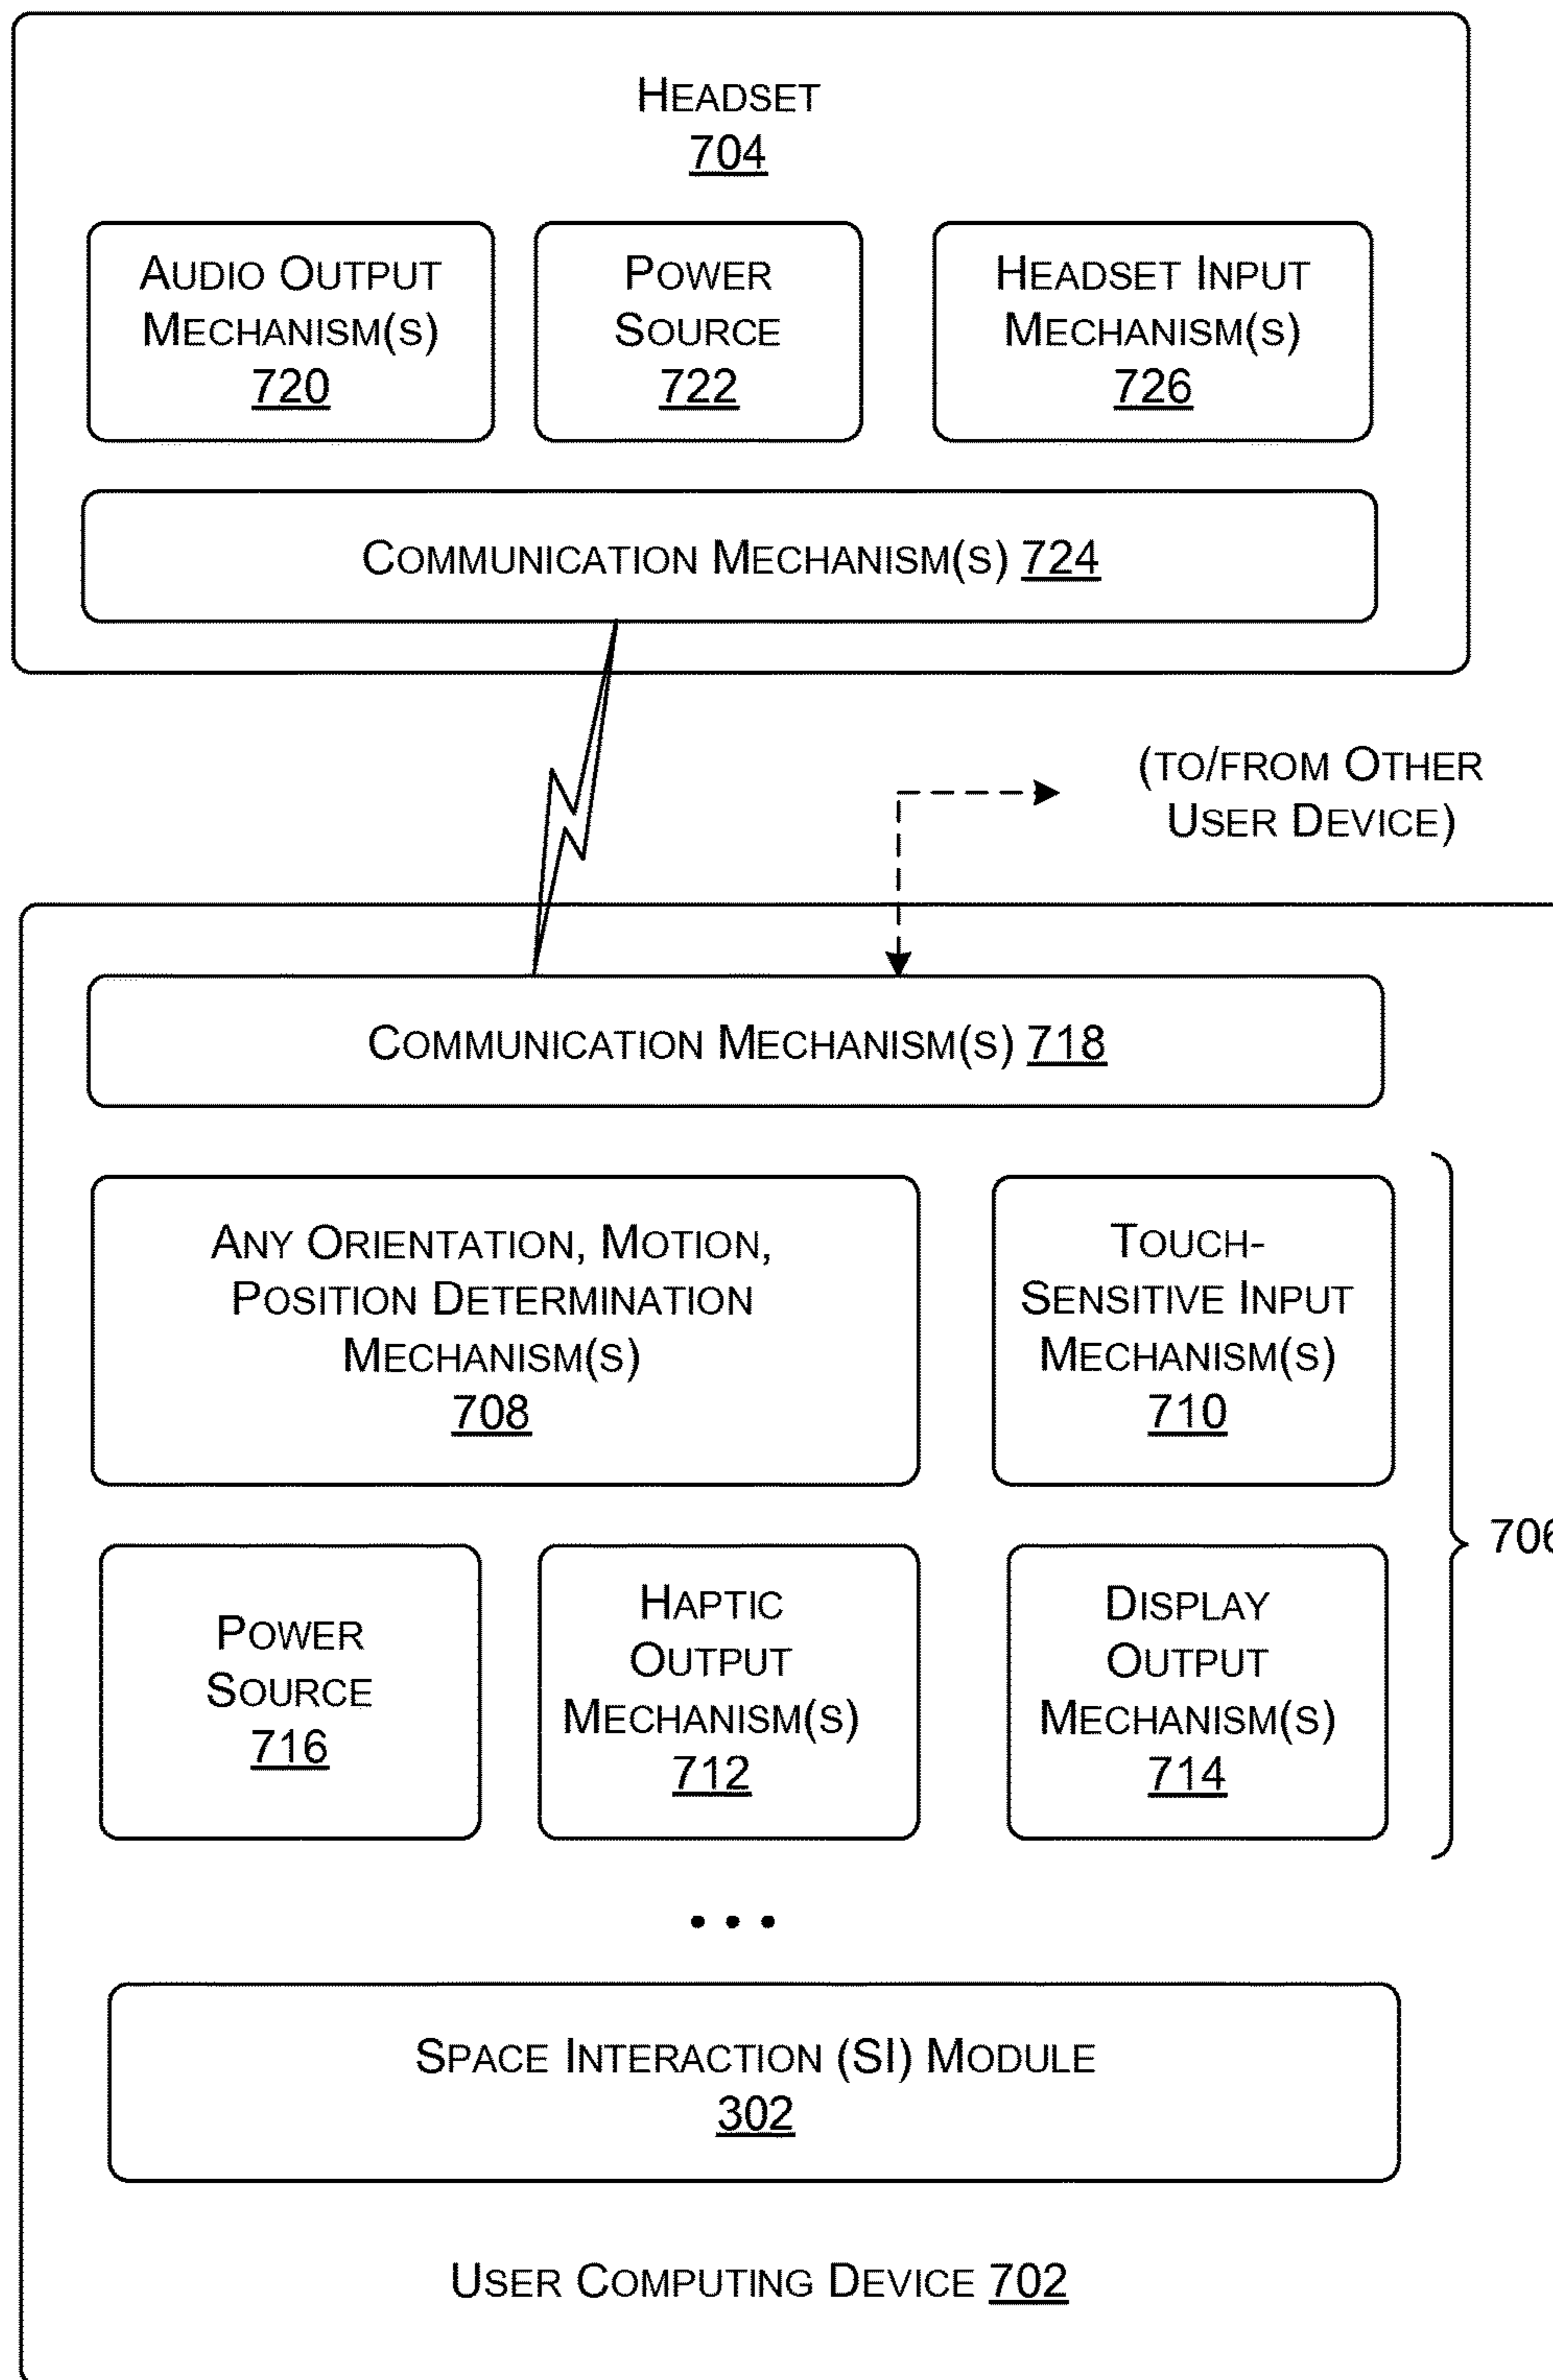 HEADSET
704
AUDIO OUTPUT
MECHANISM(S)
720
POWER
SOURCE
722
HEADSET INPUT
MECHANISM(S)
726
COMMUNICATION MECHANISM(S) 724
(TO/FROM OTHER
USER DEVICE)
COMMUNICATION MECHANISM(S) 718
ANY ORIENTATION, MOTION,
POSITION DETERMINATION
MECHANISM(S)
708
TOUCH-
SENSITIVE INPUT
MECHANISM(S)
710
706
POWER
SOURCE
716
HAPTIC
OUTPUT
MECHANISM(S)
712
DISPLAY
OUTPUT
MECHANISM(S)
714
...
SPACE INTERACTION (SI) MODULE
302
USER COMPUTING DEVICE 702